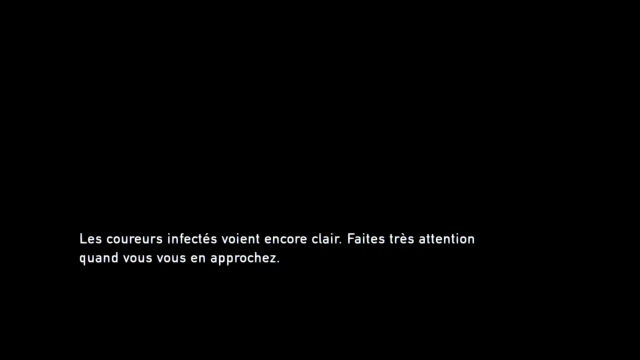 Les coureurs infectés voient encore clair. Faites très attention
quand vous vous en approchez.